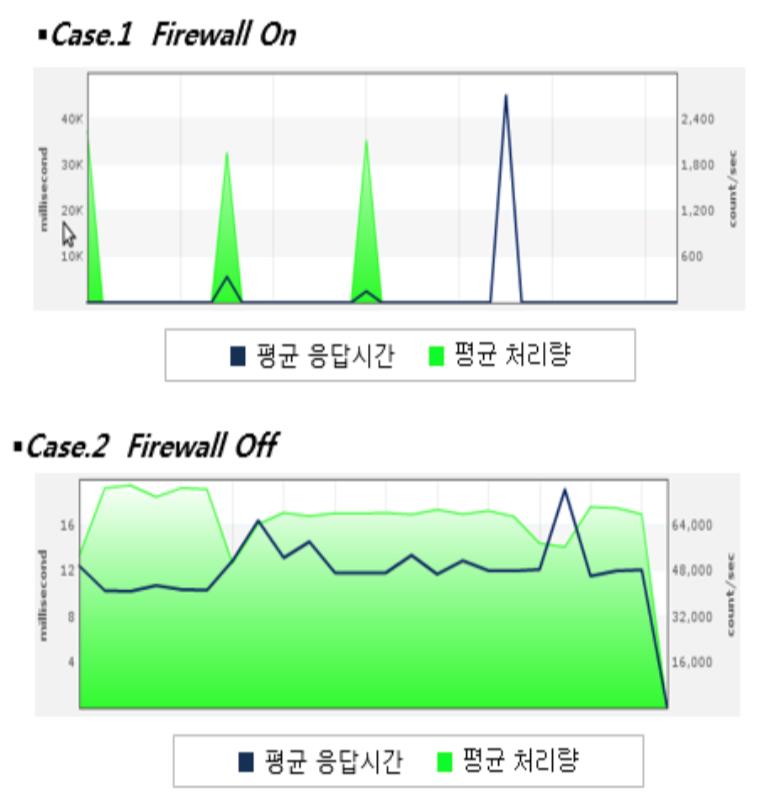 ▪Case.1 Firewall On
40K
30K
20K
10K
millisecond
2,400
1,800
1,200
600
count/sec
평균 응답시간 평균 처리량
▪Case.2 Firewall Off
16
12
8
4
millisecond
64,000
48,000
32,000
16,000
count/sec
평균 응답시간 평균 처리량